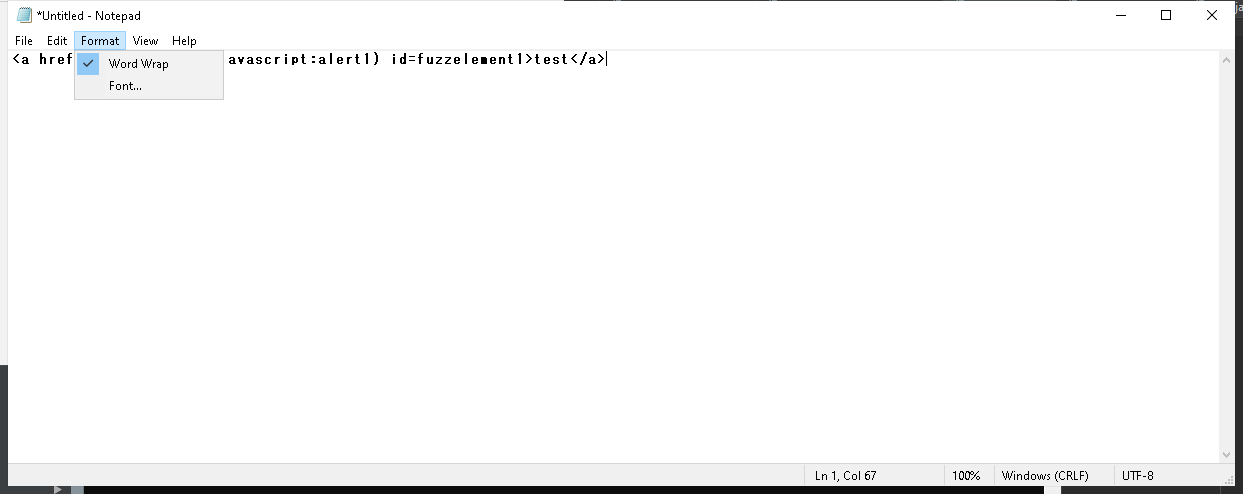 *Untitled - Notepad
File Edit Format View Help
<a href avascript:alert1) id=fuzzelement1>test</a>
Word Wrap
Font...
Ln 1, Col 67 100% Windows (CRLF) UTF-8